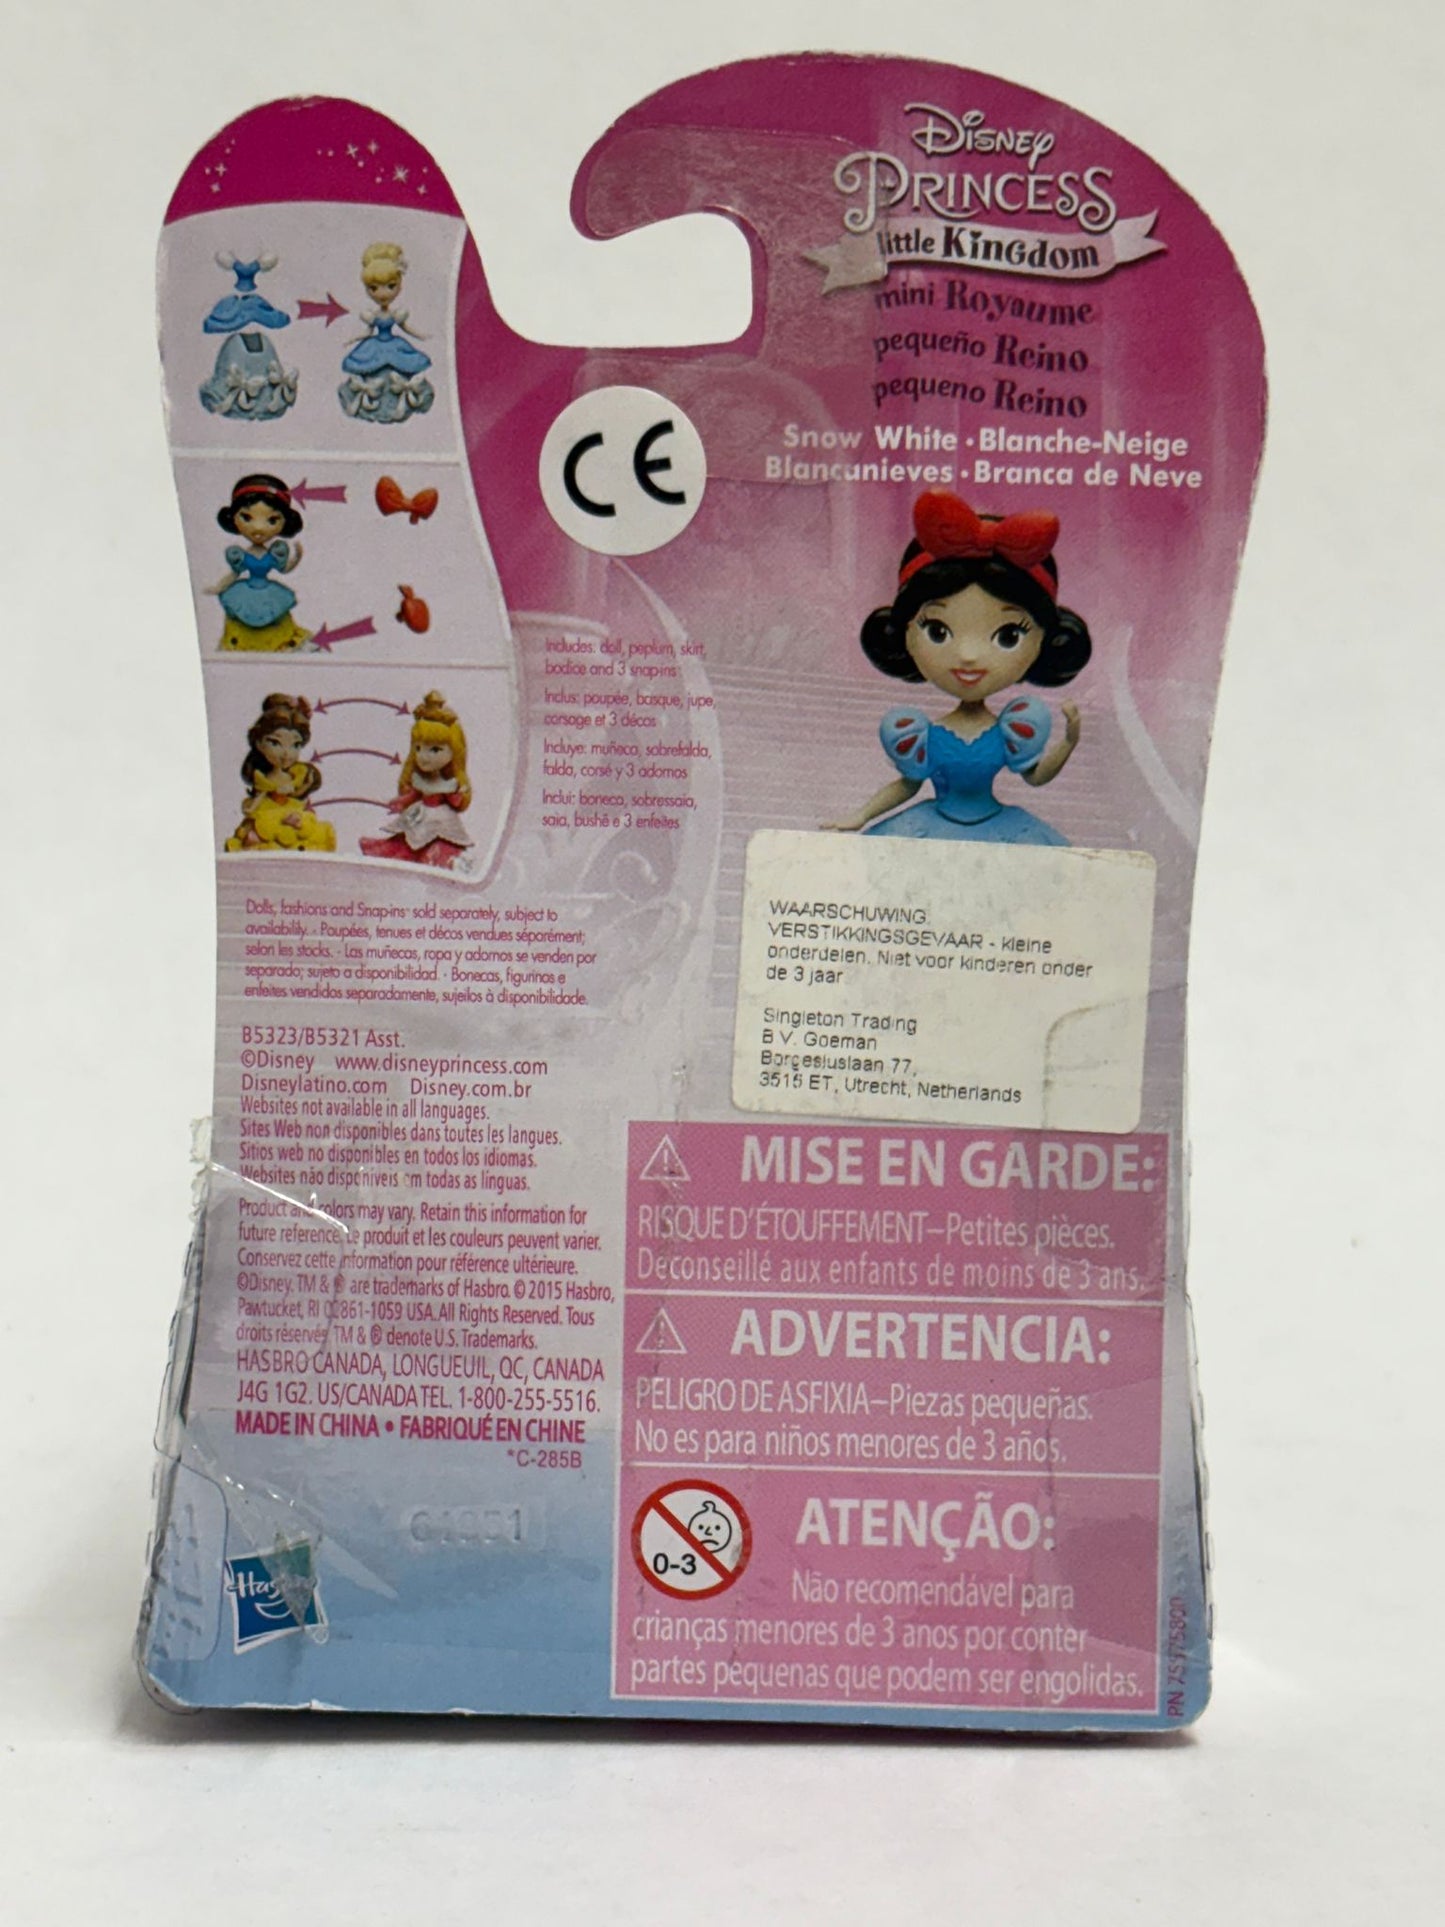 Disney
Princess
little Kingdom
mini Royaume
pequeño Reino
pequeno Reino
Snow White • Blanche-Neige
Blancanieves • Branca de Neve
CE
Includes: doll, peplum, skirt,
bodice and 3 snap-ins
Inclus: poupée, basque, jupe,
corsage et 3 décos
Incluye: muñeca, sobrefalda,
falda, corsé y 3 adornos
Inclui: boneca, sobressaia,
saia, bushê e 3 enfeites
Dolls, fashions and Snap-ins sold separately, subject to
availability. • Poupées, tenues et décos vendues séparément;
selon les stocks. • Las muñecas, ropa y adornos se venden por
separado; sujeto a disponibilidad. • Bonecas, figurinos e
enfeites vendidos separadamente, sujeitos à disponibilidade.
B5323/B5321 Asst.
©Disney www.disneyprincess.com
Disneylatino.com Disney.com.br
Websites not available in all languages.
Sites Web non disponibles dans toutes les langues.
Sitios web no disponibles en todos los idiomas.
Websites não disponíveis em todas as línguas.
Product and colors may vary. Retain this information for
future reference. Le produit et les couleurs peuvent varier.
Conservez cette information pour référence ultérieure.
©Disney. TM & ® are trademarks of Hasbro. © 2015 Hasbro,
Pawtucket, RI 02861-1059 USA. All Rights Reserved. Tous
droits réservés. TM & ® denote U.S. Trademarks.
HASBRO CANADA, LONGUEUIL, QC, CANADA
J4G 1G2. US/CANADA TEL. 1-800-255-5516.
MADE IN CHINA • FABRIQUÉ EN CHINE
*C-285B
Hasbro
WAARSCHUWING
VERSTIKKINGSGEVAAR - kleine
onderdelen. Niet voor kinderen onder
de 3 jaar
Singleton Trading
B V. Goeman
Borgesiuslaan 77,
3515 ET, Utrecht, Netherlands
MISE EN GARDE:
RISQUE D'ÉTOUFFEMENT–Petites pièces.
Déconseillé aux enfants de moins de 3 ans.
ADVERTENCIA:
PELIGRO DE ASFIXIA–Piezas pequeñas.
No es para niños menores de 3 años.
0-3
ATENÇÃO:
Não recomendável para
crianças menores de 3 anos por conter
partes pequenas que podem ser engolidas.